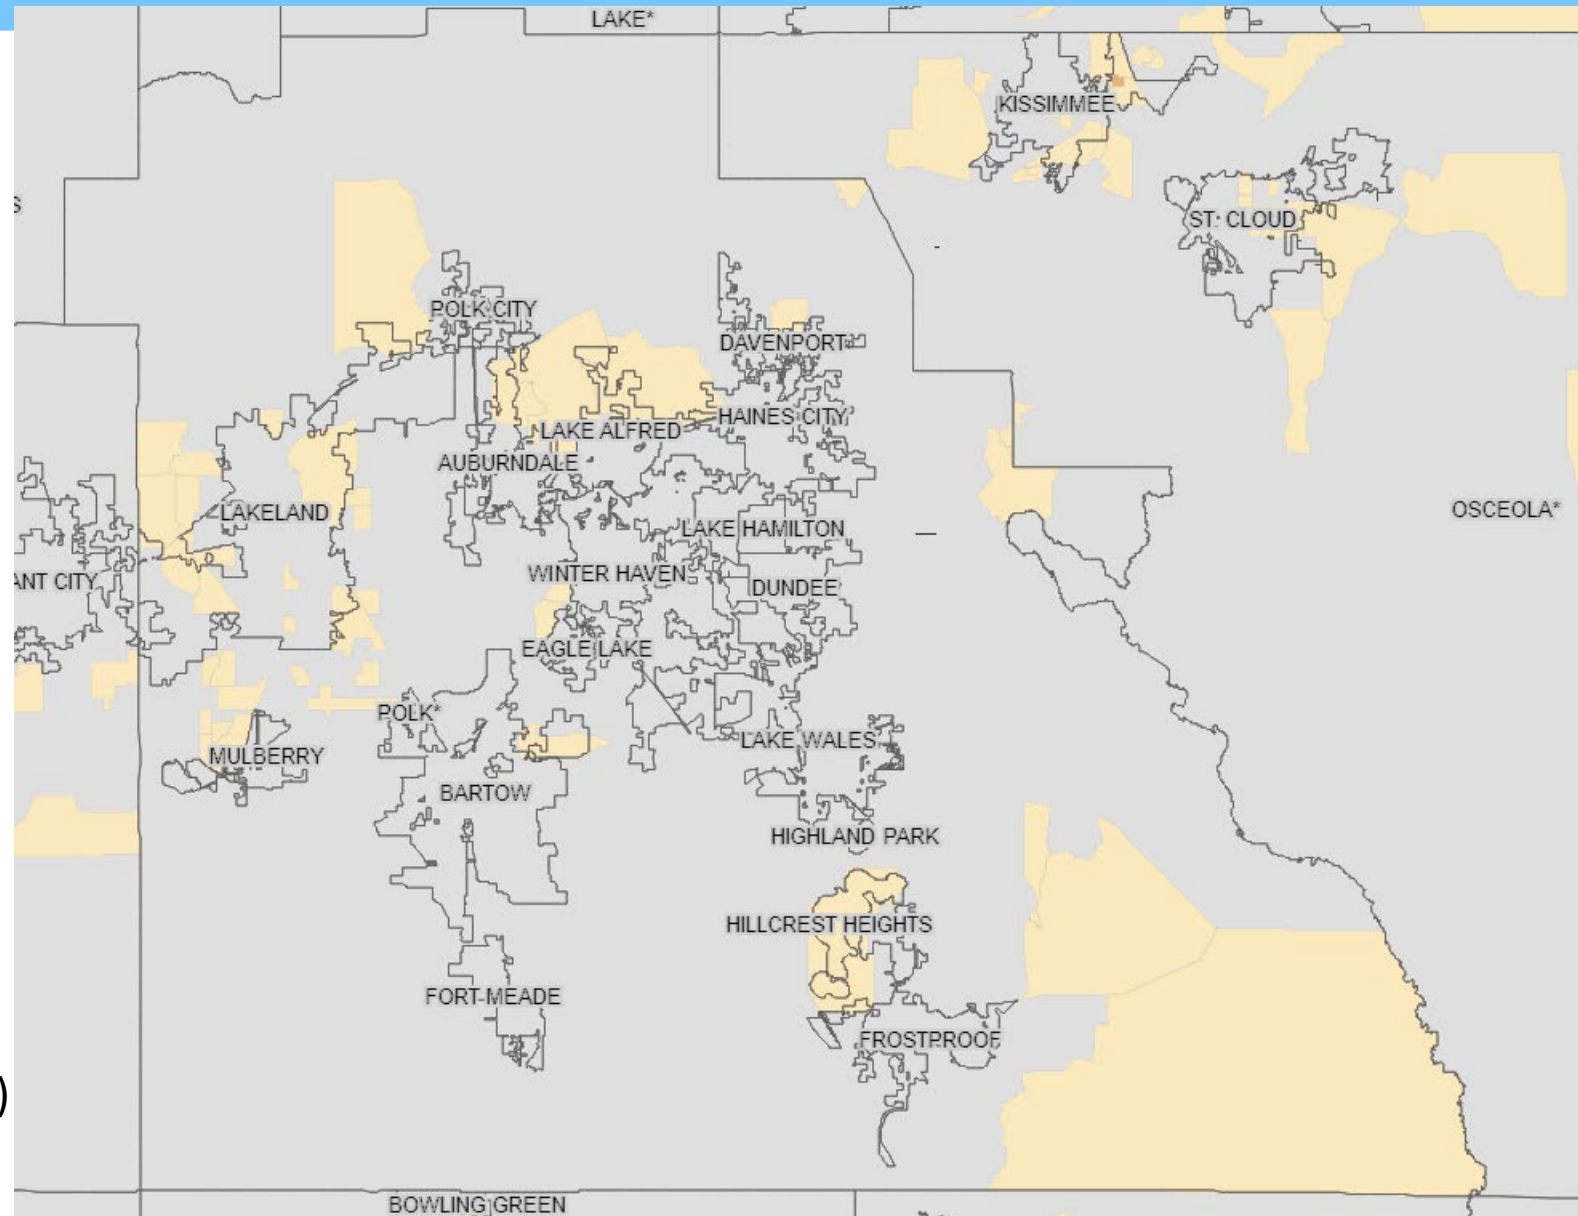 LAKE*
KISSIMMEE
S
ST. CLOUD
POLK CITY
DAVENPORT
HAINES CITY
LAKE ALFRED
AUBURNDALE
LAKELAND
OSCEOLA*
LAKE HAMILTON
ANT CITY
WINTER HAVEN
DUNDEE
EAGLE LAKE
POLK*
LAKE WALES
MULBERRY
BARTOW
HIGHLAND PARK
HILLCREST HEIGHTS
FORT MEADE
FROSTPROOF
)
BOWLING GREEN